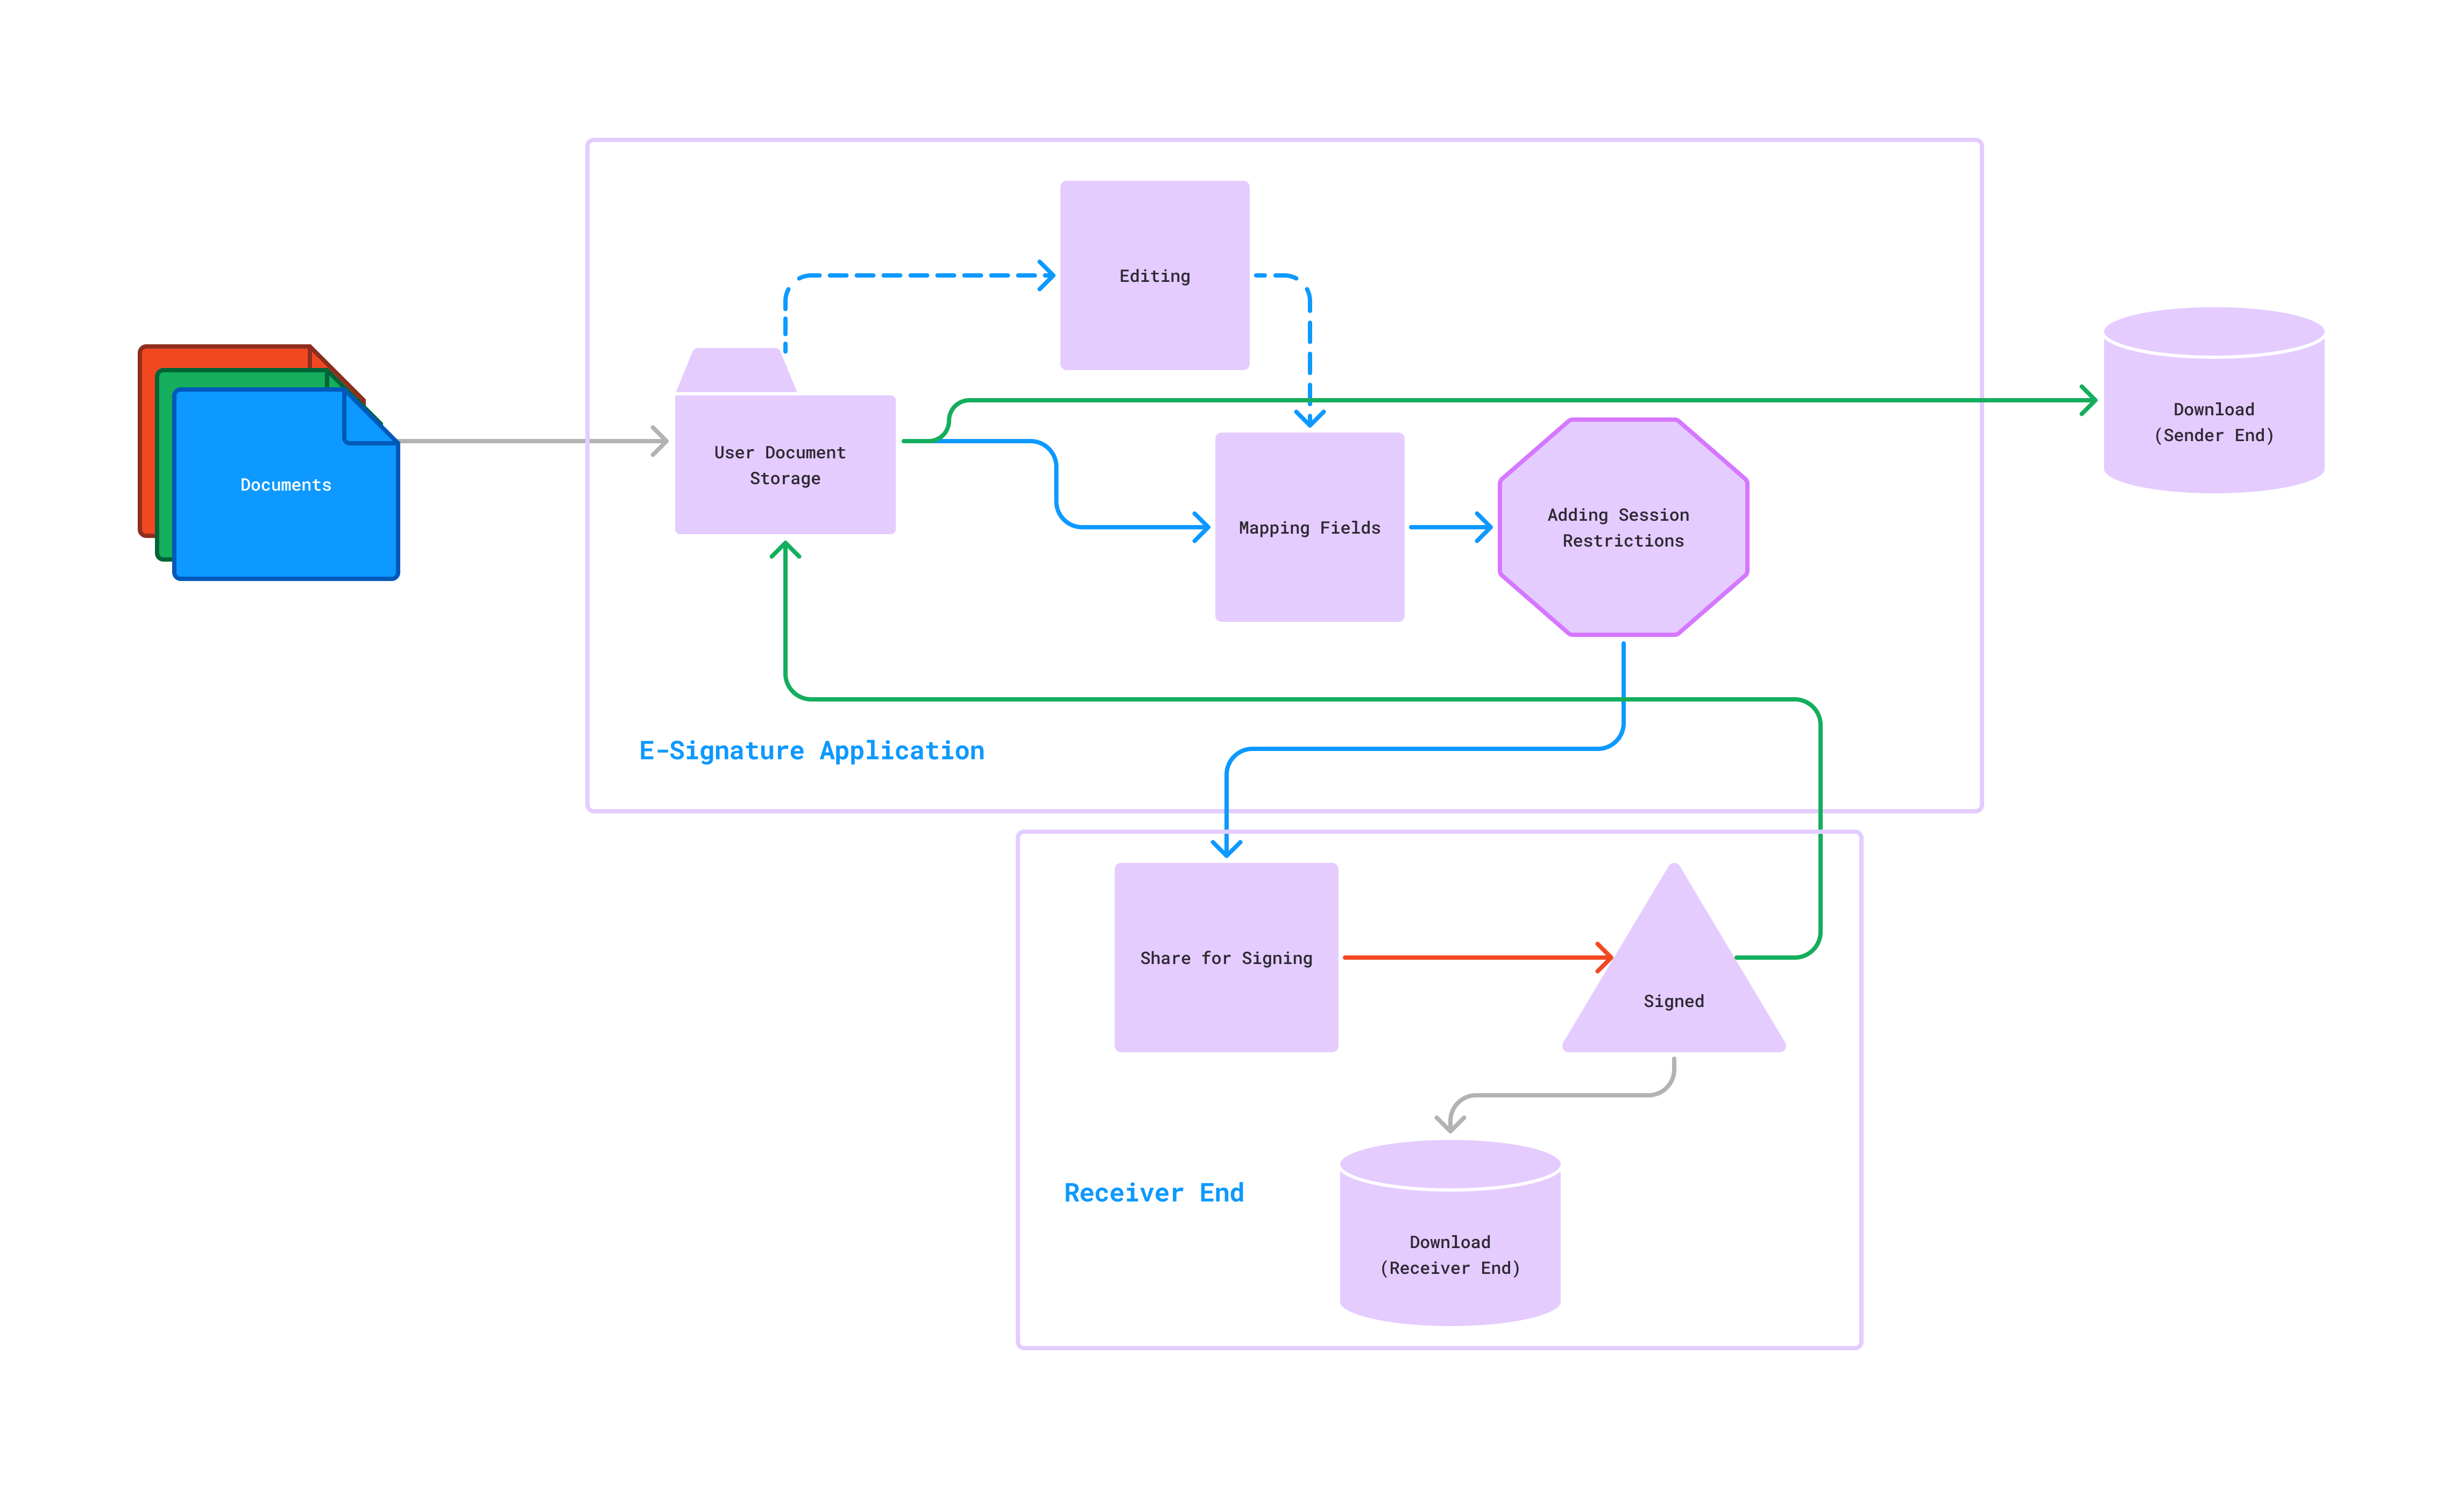 Editing
Documents
User Document
Storage
Mapping Fields
Adding Session
Restrictions
Download
(Sender End)
E-Signature Application
Share for Signing
Signed
Receiver End
Download
(Receiver End)